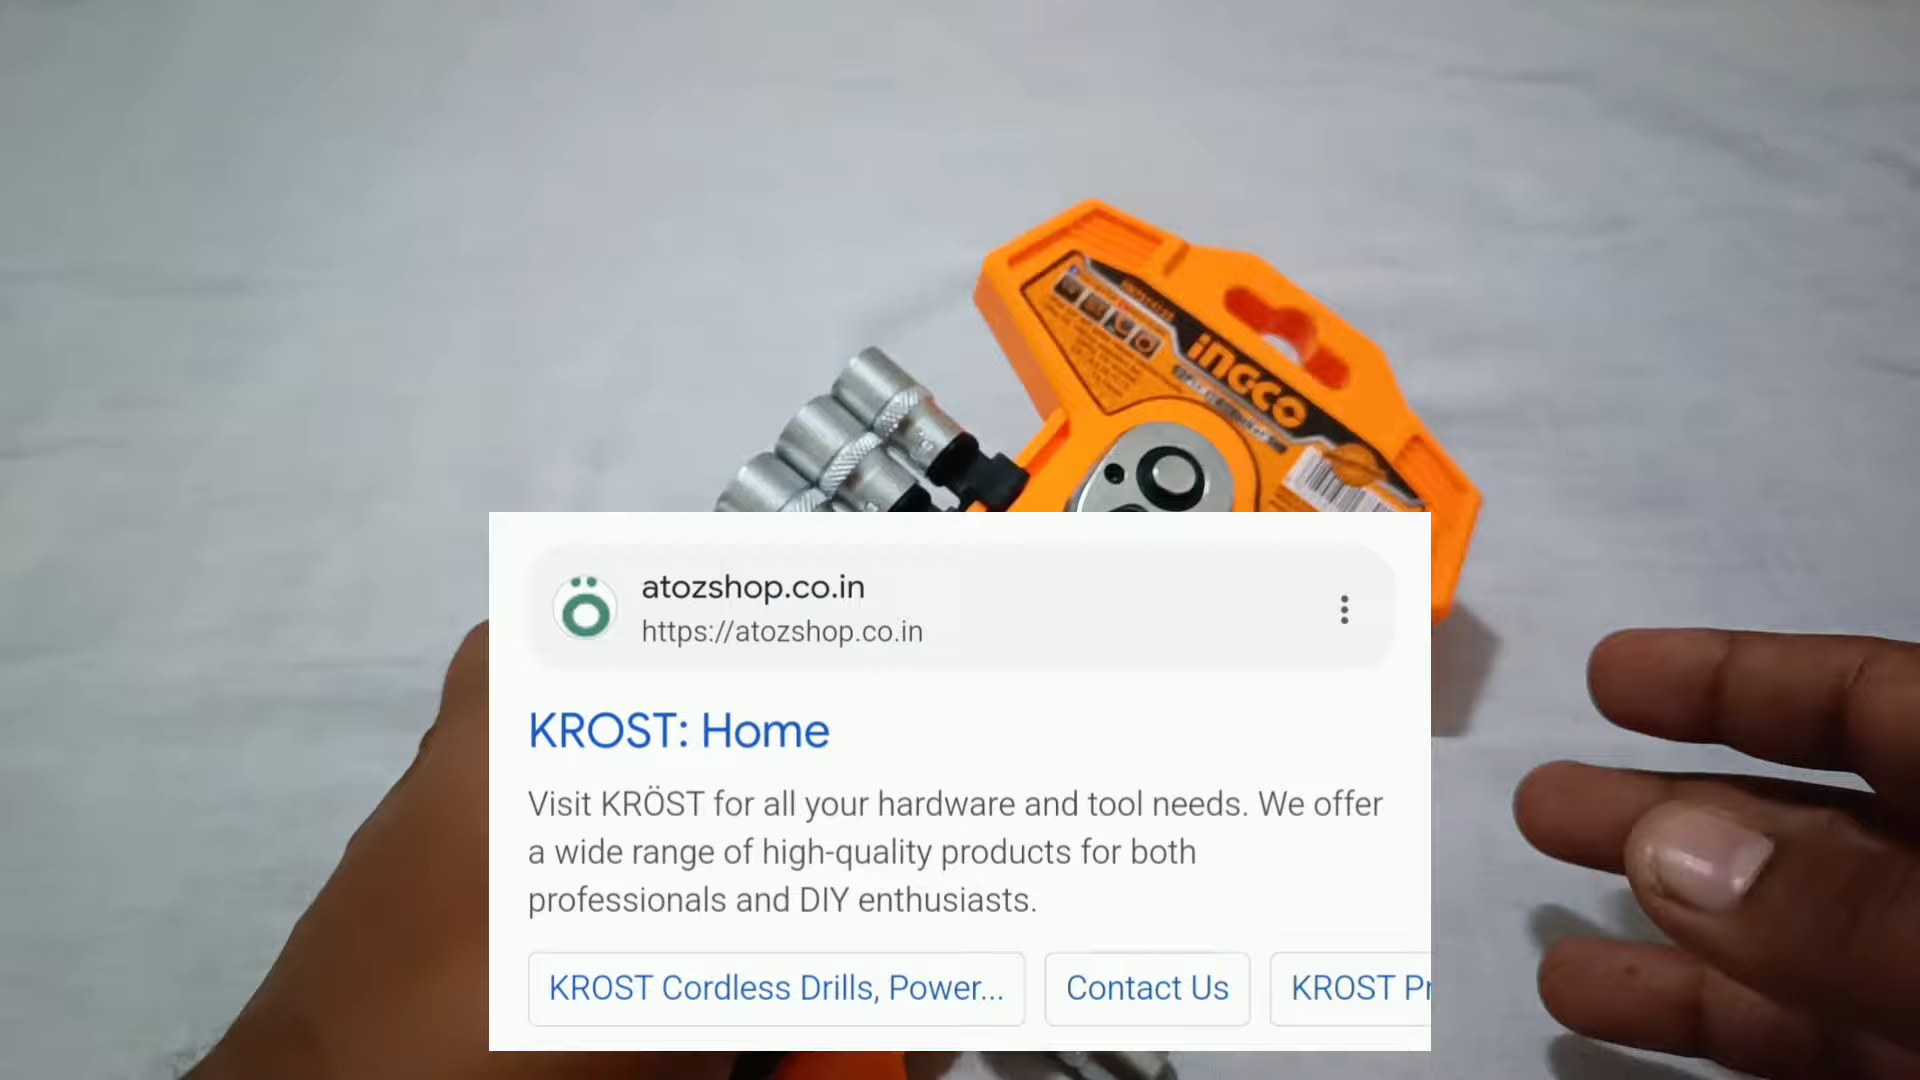 INGCO
atozshop.co.in
https://atozshop.co.in
KROST: Home
Visit KRÖST for all your hardware and tool needs. We offer
a wide range of high-quality products for both
professionals and DIY enthusiasts.
KROST Cordless Drills, Power...
Contact Us
KROST Pr